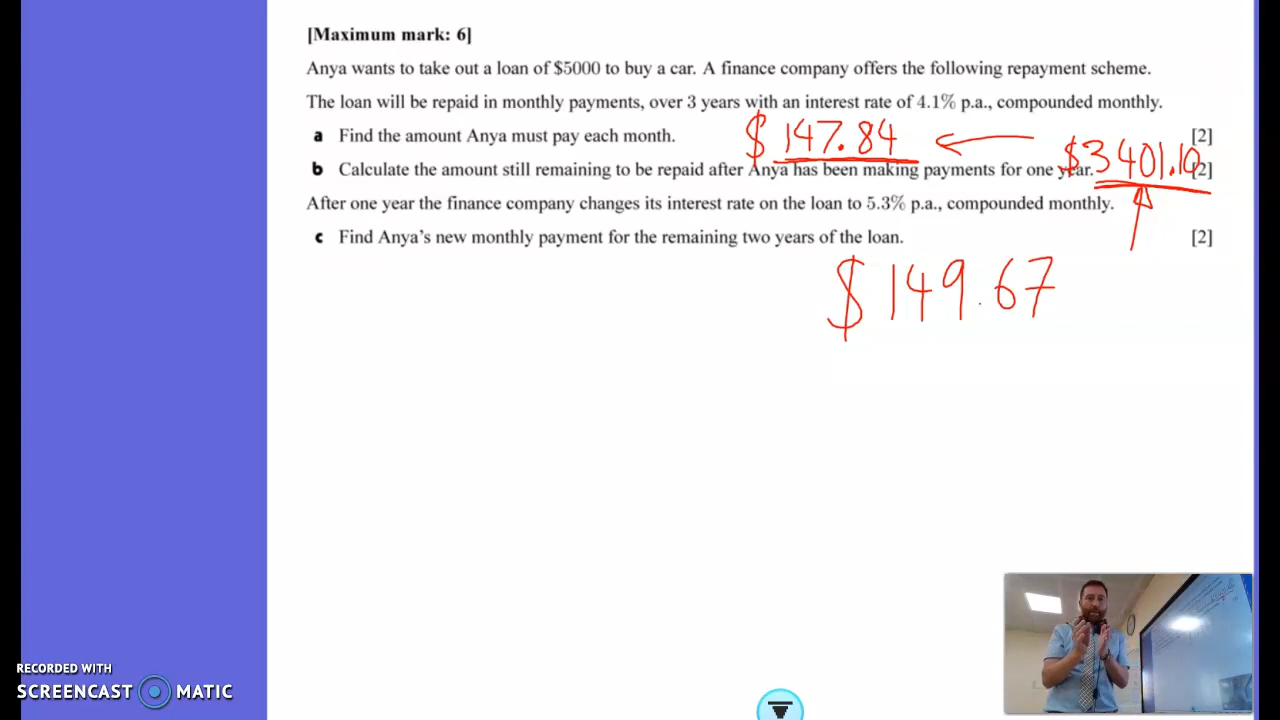 [Maximum mark: 6]
Anya wants to take out a loan of $5000 to buy a car. A finance company offers the following repayment scheme.
The loan will be repaid in monthly payments, over 3 years with an interest rate of 4.1% p.a., compounded monthly.
a Find the amount Anya must pay each month. [2]
$147.84
$3401.10
b Calculate the amount still remaining to be repaid after Anya has been making payments for one year. [2]
After one year the finance company changes its interest rate on the loan to 5.3% p.a., compounded monthly.
c Find Anya's new monthly payment for the remaining two years of the loan. [2]
$149.67
RECORDED WITH
SCREENCAST MATIC